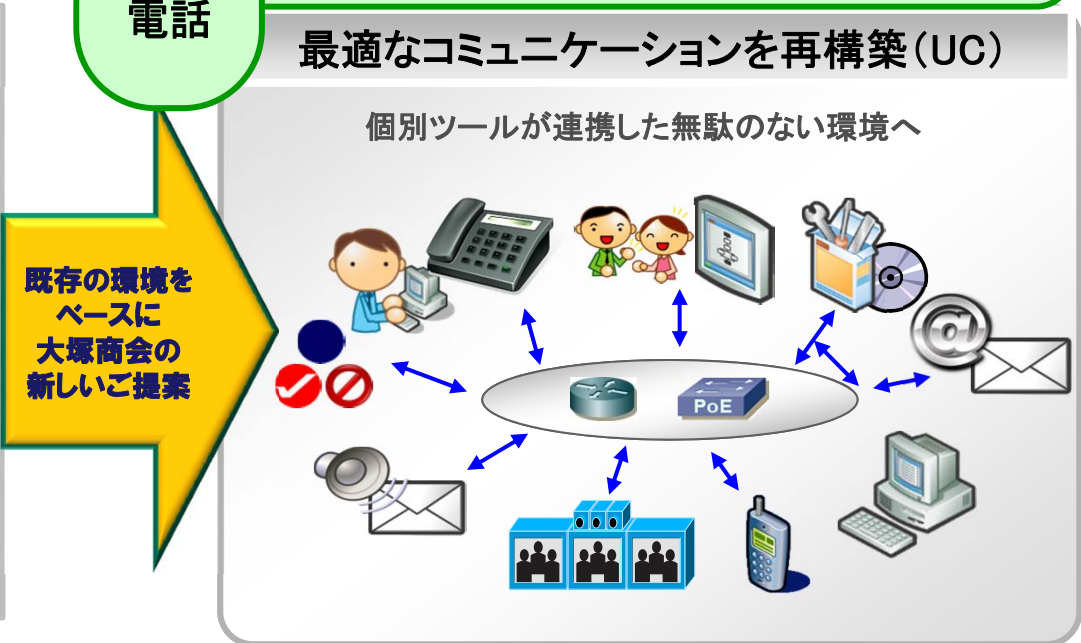 電話
最適なコミュニケーションを再構築（UC）
個別ツールが連携した無駄のない環境へ
既存の環境を
ベースに
大塚商会の
新しいご提案
@
PoE